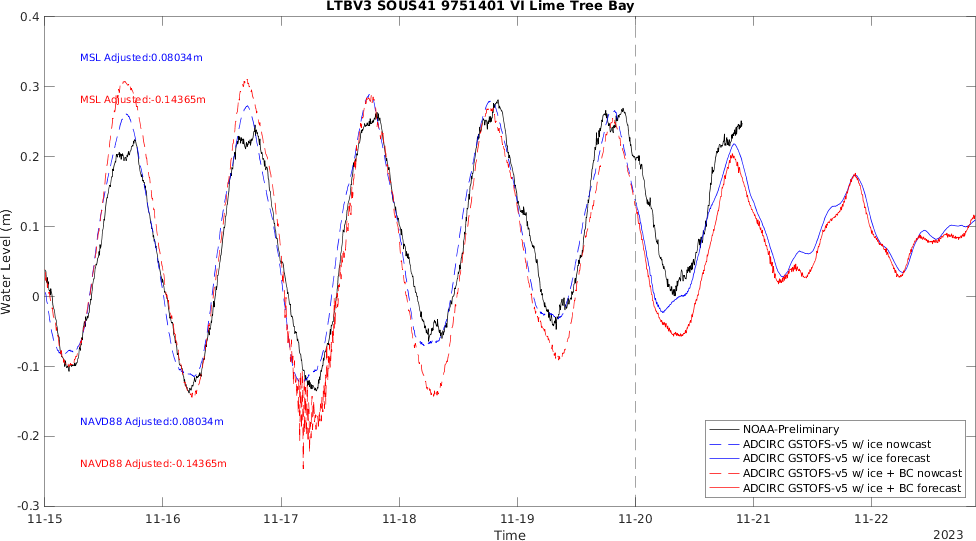 LTBV3 SOUS41 9751401 VI Lime Tree Bay
0.4
0.3
0.2
0.1
0
-0.1
-0.2
-0.3
Water Level (m)
MSL Adjusted:0.08034m
MSL Adjusted:-0.14365m
NAVD88 Adjusted:0.08034m
NAVD88 Adjusted:-0.14365m
NOAA-Preliminary
ADCIRC GSTOFS-v5 w/ ice nowcast
ADCIRC GSTOFS-v5 w/ ice forecast
ADCIRC GSTOFS-v5 w/ ice + BC nowcast
ADCIRC GSTOFS-v5 w/ ice + BC forecast
11-15 11-16 11-17 11-18 11-19 11-20 11-21 11-22
Time
2023